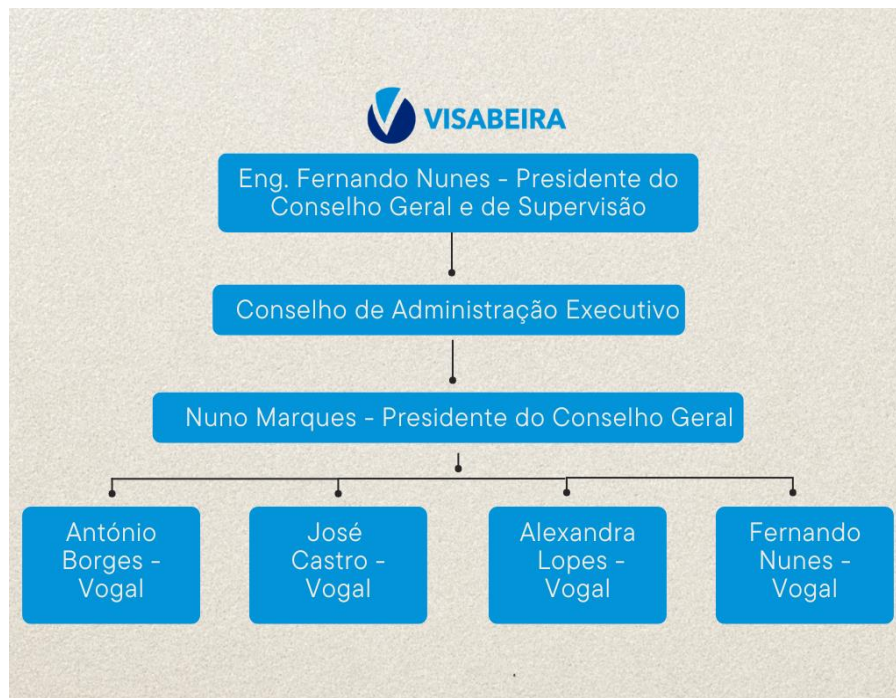 VISABEIRA
Eng. Fernando Nunes - Presidente do
Conselho Geral e de Supervisão
Conselho de Administração Executivo
Nuno Marques - Presidente do Conselho Geral
António
Borges -
Vogal
José
Castro -
Vogal
Alexandra
Lopes -
Vogal
Fernando
Nunes -
Vogal